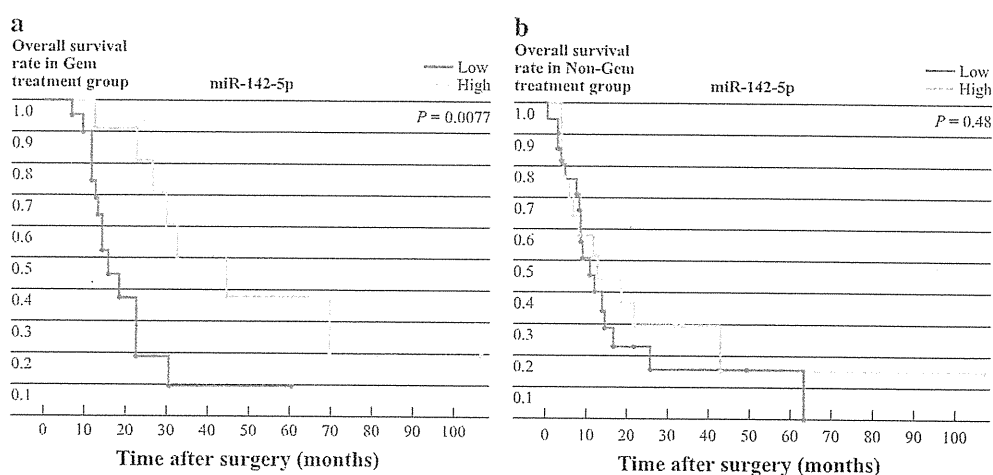 a
Overall survival
rate in Gem
treatment group
miR-142-5p
Low
High
P = 0.0077
1.0
0.9
0.8
0.7
0.6
0.5
0.4
0.3
0.2
0.1
0 10 20 30 40 50 60 70 80 90 100
Time after surgery (months)
b
Overall survival
rate in Non-Gem
treatment group
miR-142-5p
Low
High
P = 0.48
1.0
0.9
0.8
0.7
0.6
0.5
0.4
0.3
0.2
0.1
0 10 20 30 40 50 60 70 80 90 100
Time after surgery (months)